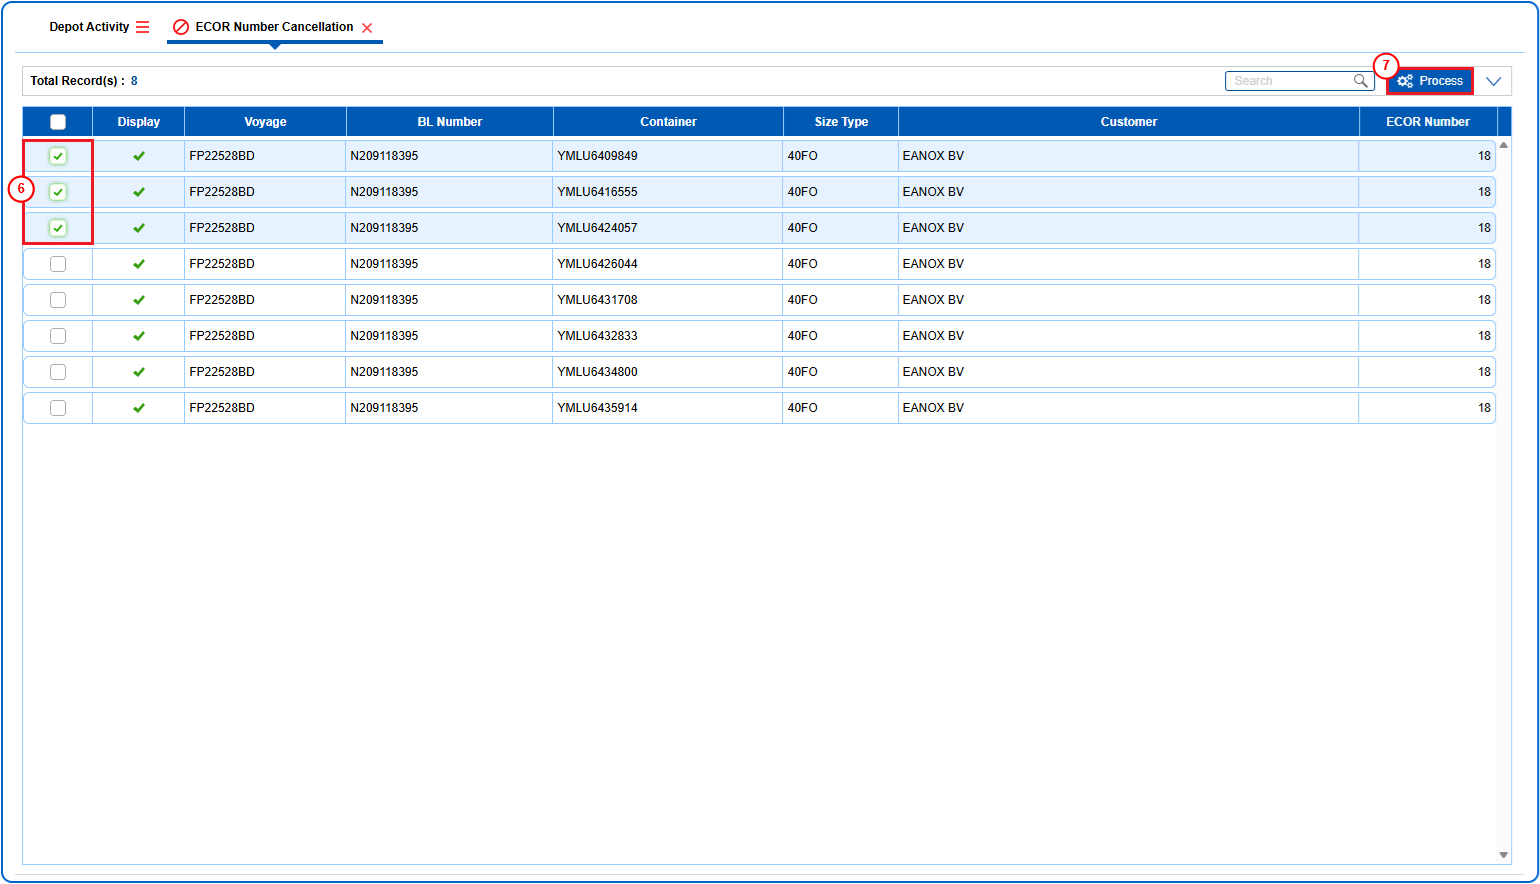 Depot Activity ECOR Number Cancellation
Total Record(s) : 8 Search 7 Process
Display Voyage BL Number Container Size Type Customer ECOR Number
FP22528BD N209118395 YMLU6409849 40FO EANOX BV 18
6 FP22528BD N209118395 YMLU6416555 40FO EANOX BV 18
FP22528BD N209118395 YMLU6424057 40FO EANOX BV 18
FP22528BD N209118395 YMLU6426044 40FO EANOX BV 18
FP22528BD N209118395 YMLU6431708 40FO EANOX BV 18
FP22528BD N209118395 YMLU6432833 40FO EANOX BV 18
FP22528BD N209118395 YMLU6434800 40FO EANOX BV 18
FP22528BD N209118395 YMLU6435914 40FO EANOX BV 18